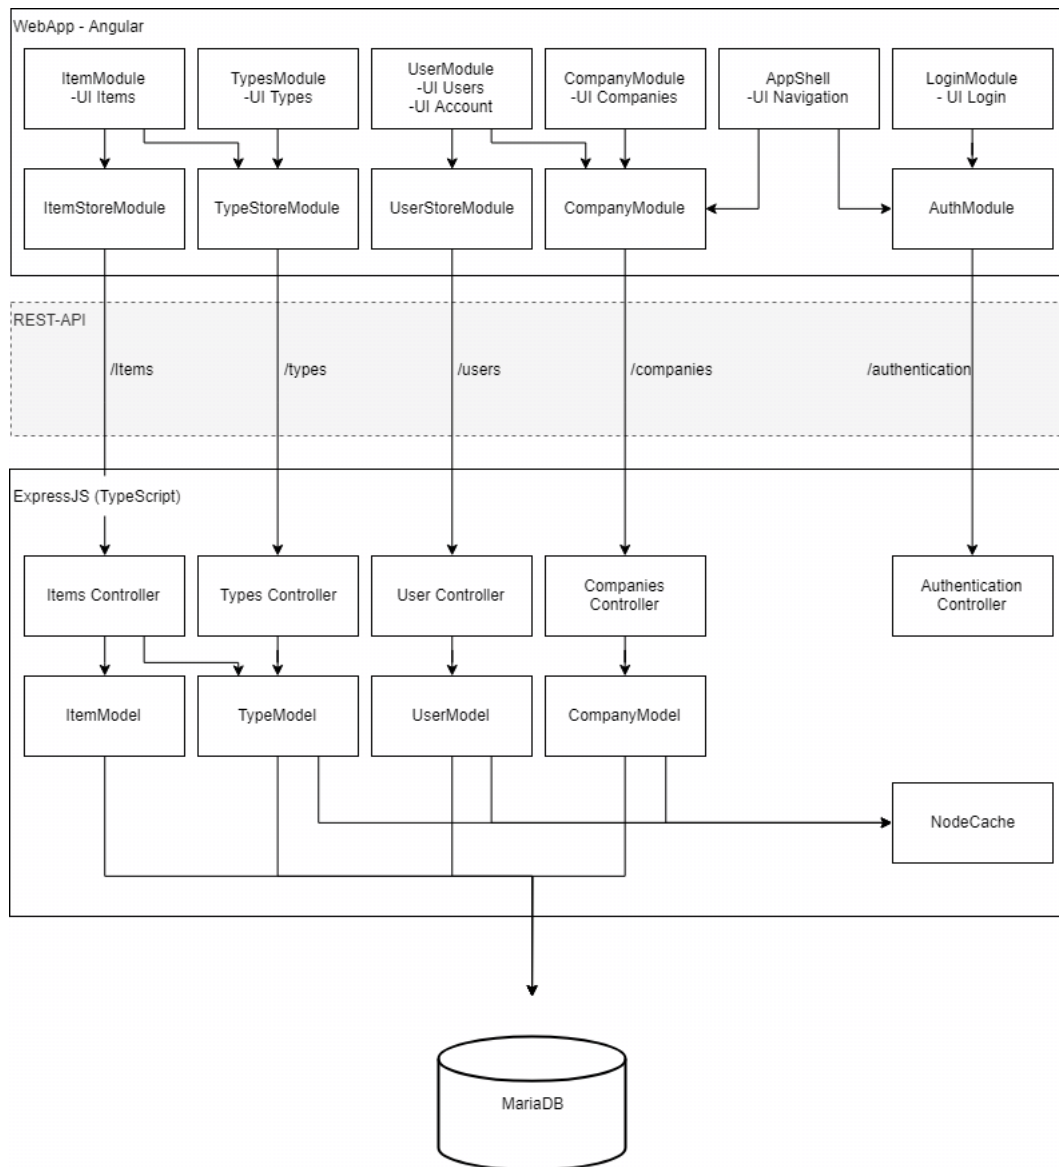 WebApp - Angular
ItemModule
-UI Items
TypesModule
-UI Types
UserModule
-UI Users
-UI Account
CompanyModule
-UI Companies
AppShell
-UI Navigation
LoginModule
- UI Login
ItemStoreModule
TypeStoreModule
UserStoreModule
CompanyModule
AuthModule
REST-API
/Items
/types
/users
/companies
/authentication
ExpressJS (TypeScript)
Items Controller
Types Controller
User Controller
Companies
Controller
Authentication
Controller
ItemModel
TypeModel
UserModel
CompanyModel
NodeCache
MariaDB